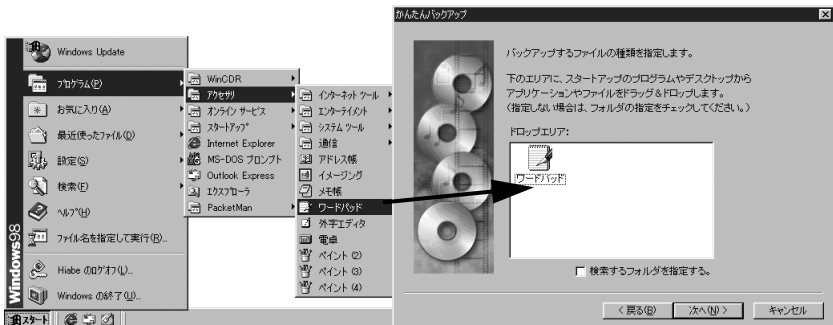 Windows Update
プログラム(P)
お気に入り(A)
最近使ったファイル(D)
設定(S)
検索(F)
ヘルプ(H)
ファイル名を指定して実行(R)...
Hiabe のログオフ(L)...
Windows の終了(U)...
Windows98
スタート
WinCDR
アクセサリ
オンライン サービス
スタートアップ
Internet Explorer
MS-DOS プロンプト
Outlook Express
エクスプローラ
PacketMan
インターネット ツール
エンターテイメント
システム ツール
通信
アドレス帳
イメージング
メモ帳
ワードパッド
外字エディタ
電卓
ペイント (2)
ペイント (3)
ペイント (4)
かんたんバックアップ
バックアップするファイルの種類を指定します。
下のエリアに、スタートアップのプログラムやデスクトップから
アプリケーションやファイルをドラッグ＆ドロップします。
(指定しない場合は、フォルダの指定をチェックしてください。)
ドロップエリア:
ワードパッド
検索するフォルダを指定する。
< 戻る(B)
次へ(N) >
キャンセル